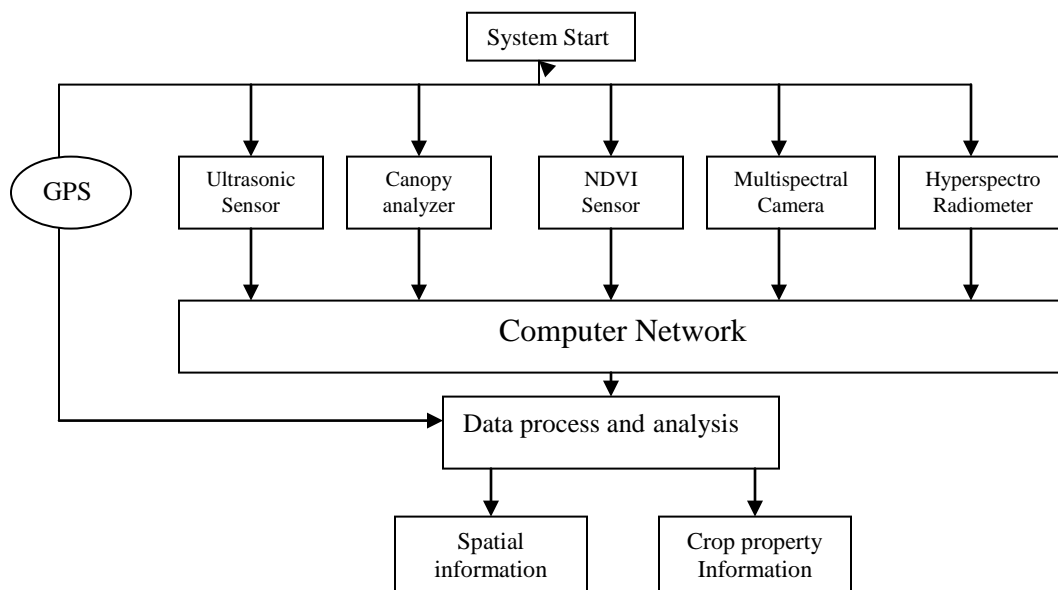 System Start
GPS
Ultrasonic
Sensor
Canopy
analyzer
NDVI
Sensor
Multispectral
Camera
Hyperspectro
Radiometer
Computer Network
Data process and analysis
Spatial
information
Crop property
Information